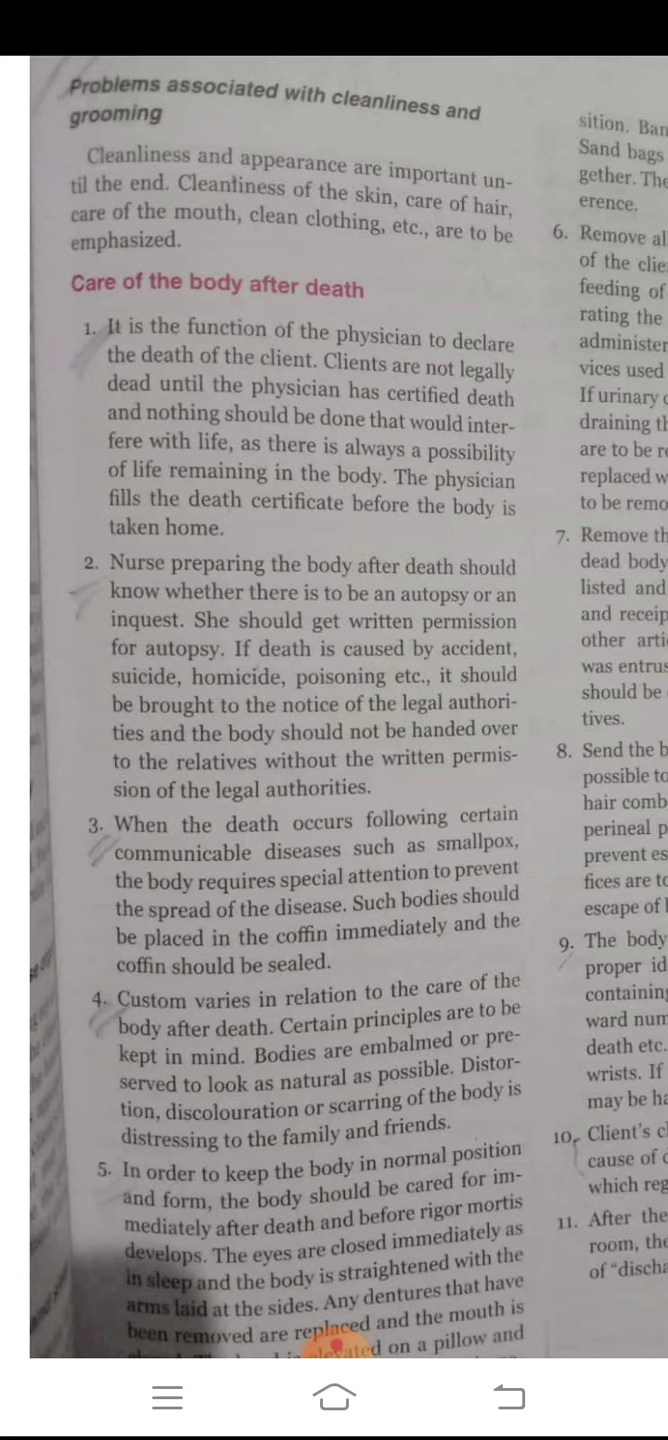 Problems associated with cleanliness and
grooming
Cleanliness and appearance are important un-
til the end. Cleanliness of the skin, care of hair,
care of the mouth, clean clothing, etc., are to be
emphasized.
Care of the body after death
1. It is the function of the physician to declare
the death of the client. Clients are not legally
dead until the physician has certified death
and nothing should be done that would inter-
fere with life, as there is always a possibility
of life remaining in the body. The physician
fills the death certificate before the body is
taken home.
2. Nurse preparing the body after death should
know whether there is to be an autopsy or an
inquest. She should get written permission
for autopsy. If death is caused by accident,
suicide, homicide, poisoning etc., it should
be brought to the notice of the legal authori-
ties and the body should not be handed over
to the relatives without the written permis-
sion of the legal authorities.
3. When the death occurs following certain
communicable diseases such as smallpox,
the body requires special attention to prevent
the spread of the disease. Such bodies should
be placed in the coffin immediately and the
coffin should be sealed.
4. Custom varies in relation to the care of the
body after death. Certain principles are to be
kept in mind. Bodies are embalmed or pre-
served to look as natural as possible. Distor-
tion, discolouration or scarring of the body is
distressing to the family and friends.
5. In order to keep the body in normal position
and form, the body should be cared for im-
mediately after death and before rigor mortis
develops. The eyes are closed immediately as
in sleep and the body is straightened with the
arms laid at the sides. Any dentures that have
been removed are replaced and the mouth is
elevated on a pillow and
sition. Ban
Sand bags
gether. The
erence.
6. Remove al
of the clie
feeding of
rating the
administer
vices used
If urinary
draining th
are to be re
replaced w
to be remo
7. Remove th
dead body
listed and
and receip
other arti
was entrus
should be
tives.
8. Send the b
possible to
hair comb
perineal p
prevent es
fices are to
escape of
9. The body
proper id
containing
ward num
death etc.
wrists. If
may be ha
10. Client's cl
cause of
which reg
11. After the
room, the
of "discha